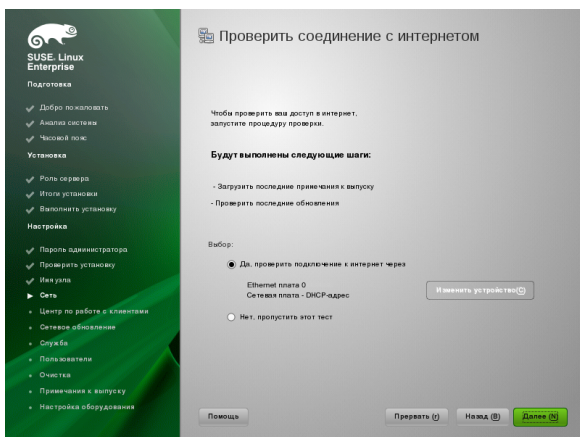 SUSE. Linux
Enterprise
Подготовка
Добро пожаловать
Анализ системы
Часовой пояс
Установка
Роль сервера
Итоги установки
Выполнить установку
Настройка
Пароль администратора
Проверить установку
Имя узла
Сеть
Центр по работе с клиентами
Сетевое обновление
Служба
Пользователи
Очистка
Примечания к выпуску
Настройка оборудования
Проверить соединение с интернетом
Чтобы проверить ваш доступ в интернет,
запустите процедуру проверки.
Будут выполнены следующие шаги:
- Загрузить последние примечания к выпуску
- Проверить последние обновления
Выбор:
Да, проверить подключение к интернет через
Ethernet плата 0
Сетевая плата - DHCP-адрес
Изменить устройство(C)
Нет, пропустить этот тест
Помощь
Прервать (r)
Назад (B)
Далее (N)